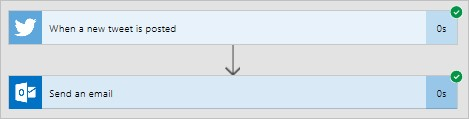 When a new tweet is posted 0s
Send an email 0s